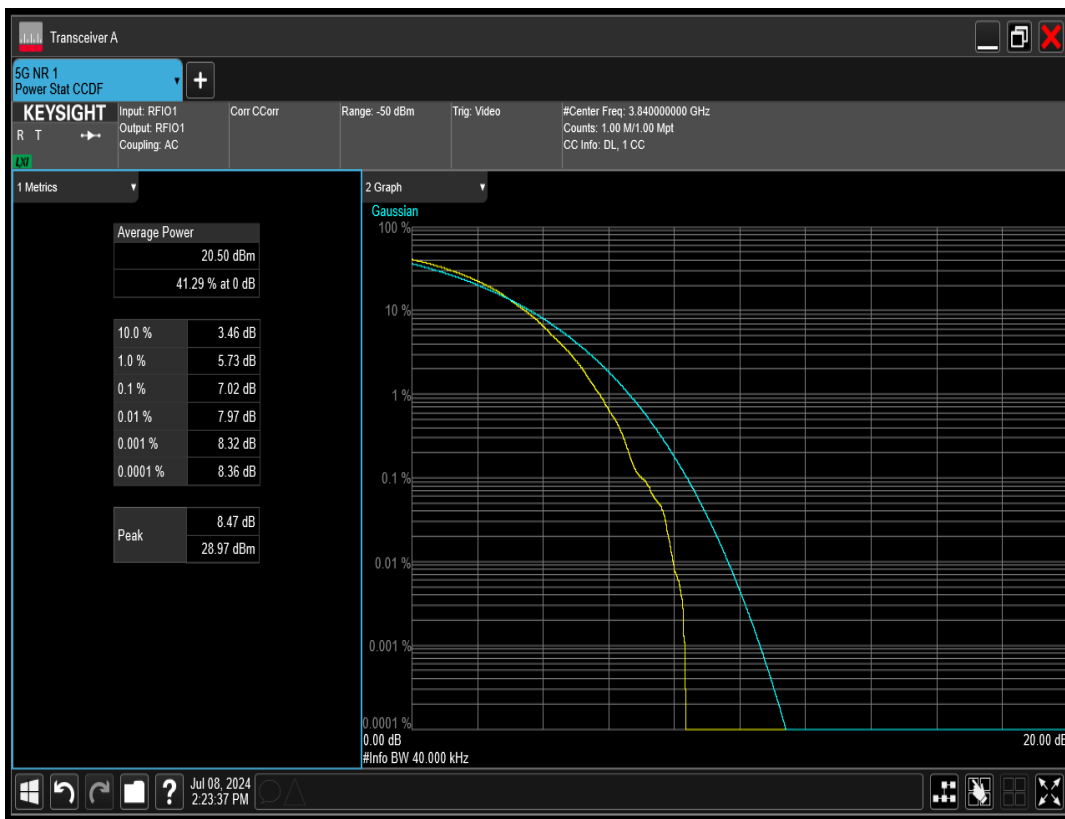 Transceiver A
5G NR 1
Power Stat CCDF
+
KEYSIGHT
R T
LXI
Input: RFIO1
Output: RFIO1
Coupling: AC
Corr CCorr
Range: -50 dBm
Trig: Video
#Center Freq: 3.840000000 GHz
Counts: 1.00 M/1.00 Mpt
CC Info: DL, 1 CC
1 Metrics
Average Power
20.50 dBm
41.29 % at 0 dB
10.0 % 3.46 dB
1.0 % 5.73 dB
0.1 % 7.02 dB
0.01 % 7.97 dB
0.001 % 8.32 dB
0.0001 % 8.36 dB
Peak
8.47 dB
28.97 dBm
2 Graph
Gaussian
100 %
10 %
1 %
0.1 %
0.01 %
0.001 %
0.0001 %
0.00 dB
20.00 dB
#Info BW 40.000 kHz
?
Jul 08, 2024
2:23:37 PM